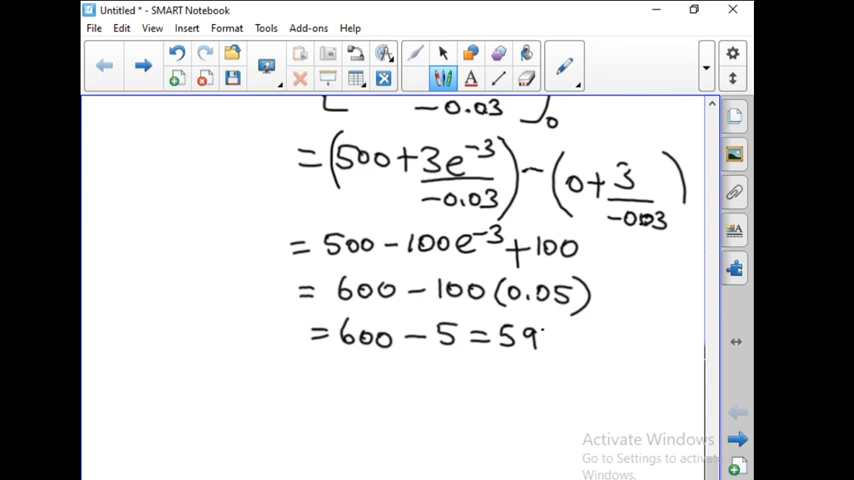 Untitled * - SMART Notebook
File Edit View Insert Format Tools Add-ons Help
[ -0.03 ]₀
= (500 + 3e⁻³/-0.03) - (0 + 3/-0.03)
= 500 - 100e⁻³ + 100
= 600 - 100 (0.05)
= 600 - 5 = 59
Activate Windows
Go to Settings to activate
Windows.